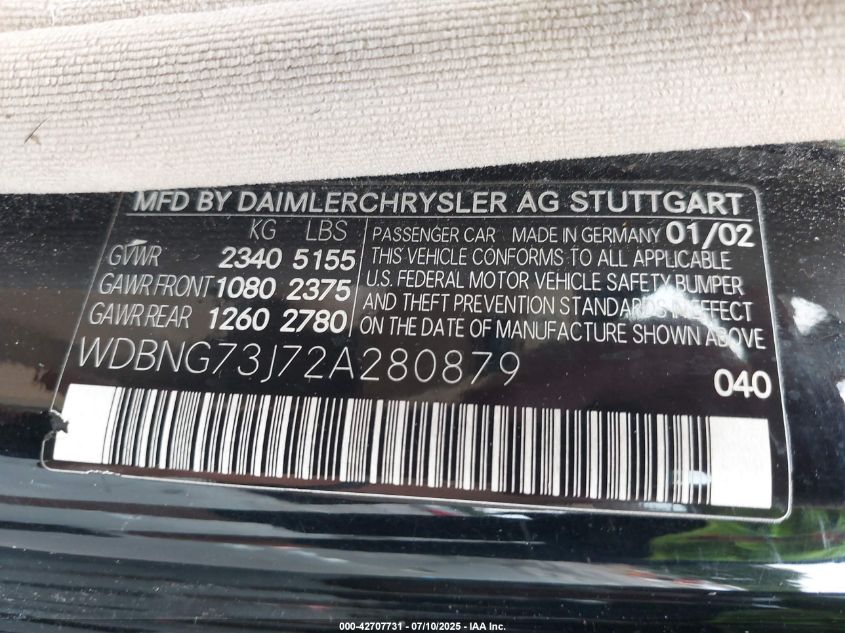 MFD BY DAIMLERCHRYSLER AG STUTTGART
KG LBS
GVWR 2340 5155
GAWR FRONT 1080 2375
GAWR REAR 1260 2780
PASSENGER CAR MADE IN GERMANY 01/02
THIS VEHICLE CONFORMS TO ALL APPLICABLE
U.S. FEDERAL MOTOR VEHICLE SAFETY BUMPER
AND THEFT PREVENTION STANDARDS IN EFFECT
ON THE DATE OF MANUFACTURE SHOWN ABOVE.
WDBNG73J72A280879
040
000-42707731 - 07/10/2025 - IAA Inc.